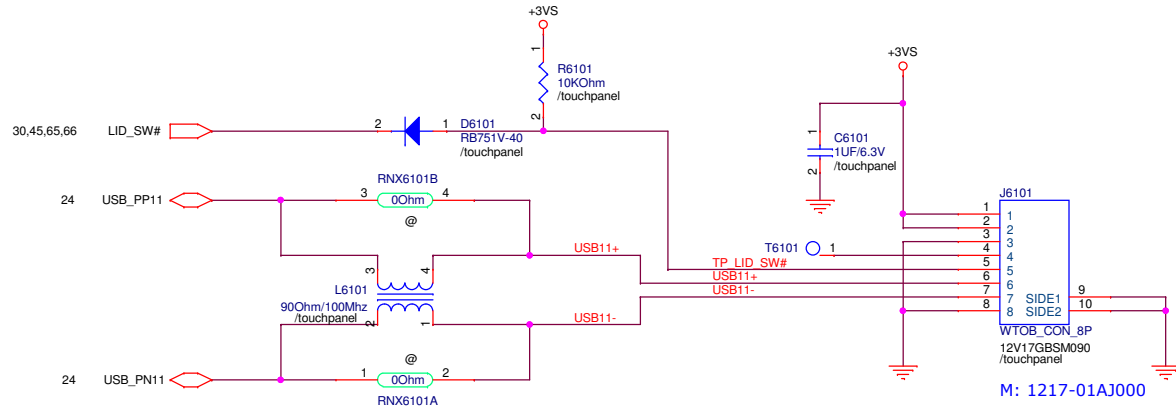 +3VS
+3VS
1
R6101
10KOhm
/touchpanel
2
1
C6101
1UF/6.3V
/touchpanel
2
30,45,65,66 LID_SW# 2 1 D6101
RB751V-40
/touchpanel
RNX6101B
24 USB_PP11 3 0Ohm 4
@
J6101
1 1
2 2
3 3
T6101 1 4 4
TP_LID_SW# 5 5
USB11+ USB11+ 6 6
USB11- 7 7 SIDE1 9
8 8 SIDE2 10
3 4
L6101
90Ohm/100Mhz
/touchpanel
2 1
USB11-
WTOB_CON_8P
12V17GBSM090
/touchpanel
M: 1217-01AJ000
@
24 USB_PN11 1 0Ohm 2
RNX6101A